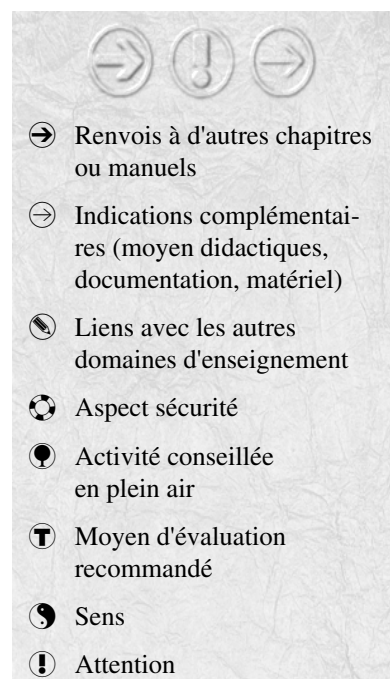 Renvois à d'autres chapitres
ou manuels
Indications complémentai-
res (moyen didactiques,
documentation, matériel)
Liens avec les autres
domaines d'enseignement
Aspect sécurité
Activité conseillée
en plein air
T Moyen d'évaluation
recommandé
Sens
! Attention